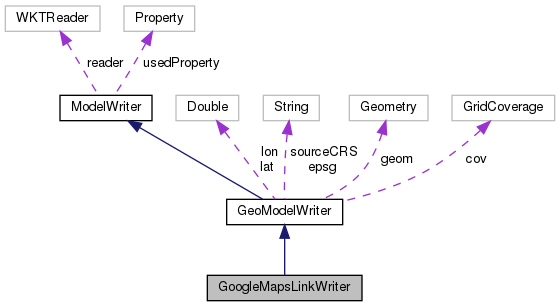 WKTReader
Property
reader
usedProperty
ModelWriter
Double
String
Geometry
GridCoverage
lon
lat
sourceCRS
epsg
geom
cov
GeoModelWriter
GoogleMapsLinkWriter